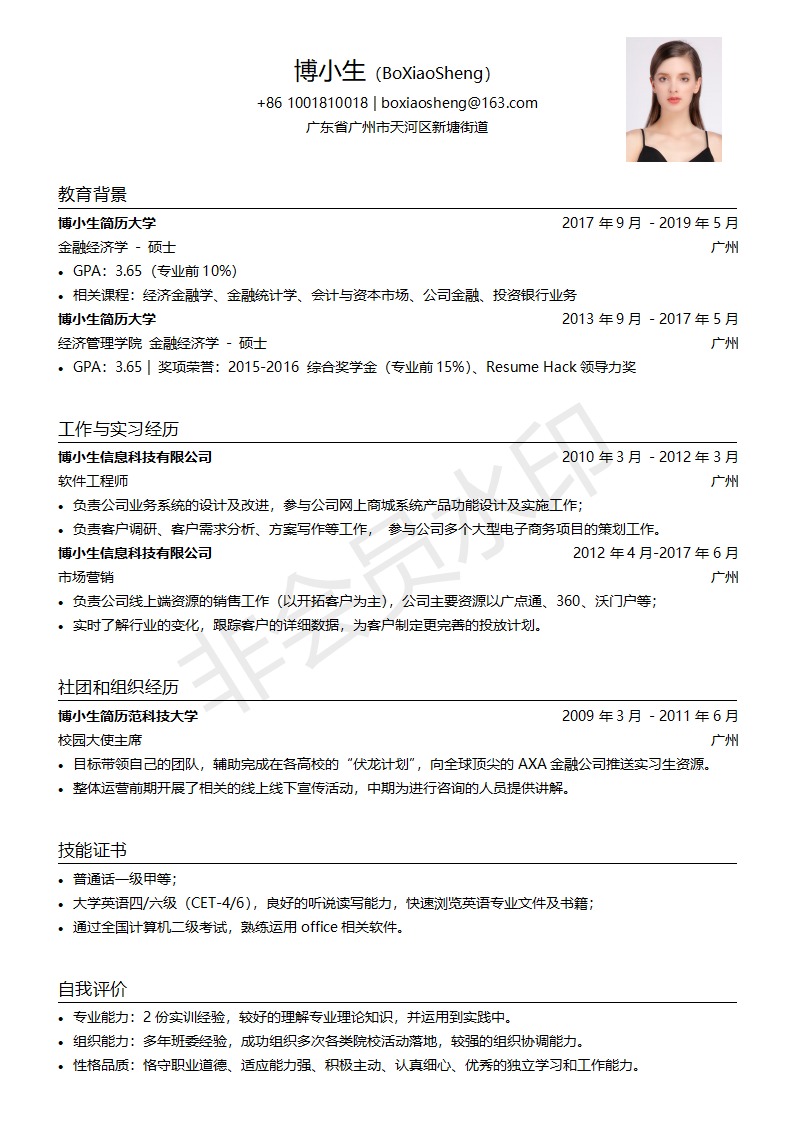 博小生（BoXiaoSheng）
+86 1001810018 | boxiaosheng@163.com
广东省广州市天河区新塘街道
教育背景
博小生简历大学 2017 年 9 月 - 2019 年 5 月
金融经济学 - 硕士 广州
• GPA：3.65（专业前 10%）
• 相关课程：经济金融学、金融统计学、会计与资本市场、公司金融、投资银行业务
博小生简历大学 2013 年 9 月 - 2017 年 5 月
经济管理学院 金融经济学 - 硕士 广州
• GPA：3.65 | 奖项荣营：2015-2016 综合奖学金（专业前 15%）、Resume Hack 领导力奖
工作与实习经历
博小生信息科技有限公司 2010 年 3 月 - 2012 年 3 月
软件工程师 广州
• 负责公司业务系统的设计及改进，参与公司网上商城系统产品功能设计及实施工作；
• 负责客户调研、客户需求分析、方案写作等工作， 参与公司多个大型电子商务项目的策划工作。
博小生信息科技有限公司 2012 年 4 月-2017 年 6 月
市场营销 广州
• 负责公司线上端资源的销售工作（以开拓客户为主），公司主要资源以广点通、360、沃门户等；
• 实时了解行业的变化，跟踪客户的详细数据，为客户制定更完善的投放计划。
非会员水印
社团和组织经历
博小生简历范科技大学 2009 年 3 月 - 2011 年 6 月
校园大使主席 广州
• 目标带领自己的团队，辅助完成在各高校的“伏龙计划”，向全球顶尖的 AXA 金融公司推送实习生资源。
• 整体运营前期开展了相关的线上线下宣传活动，中期为进行咨询的人员提供讲解。
技能证书
• 普通话一级甲等；
• 大学英语四/六级（CET-4/6），良好的听说读写能力，快速浏览英语专业文件及书籍；
• 通过全国计算机二级考试，熟练运用 office 相关软件。
自我评价
• 专业能力：2 份实训经验，较好的理解专业理论知识，并运用到实践中。
• 组织能力：多年班委经验，成功组织多次各类院校活动落地，较强的组织协调能力。
• 性格品质：恪守职业道德、适应能力强、积极主动、认真细心、优秀的独立学习和工作能力。